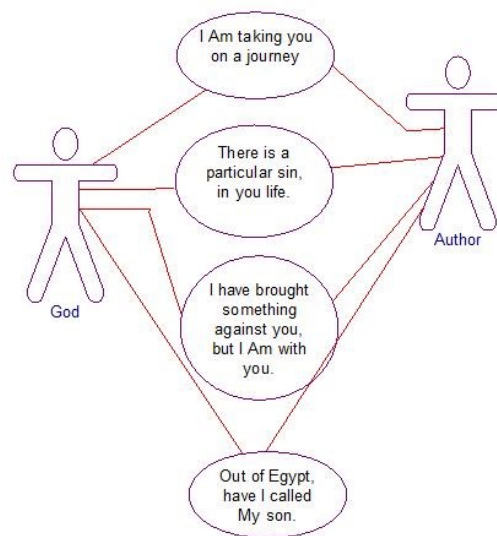 I Am taking you
on a journey
There is a
particular sin,
in you life.
God
Author
I have brought
something
against you,
but I Am with
you.
Out of Egypt,
have I called
My son.